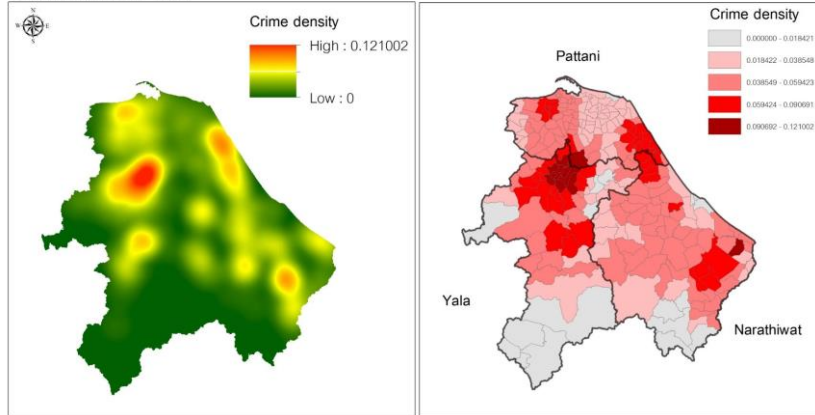 N
W
E
S
Crime density
High : 0.121002
Low : 0
Crime density
0.000000 - 0.018421
0.018422 - 0.038548
0.038549 - 0.059423
0.059424 - 0.090691
0.090692 - 0.121002
Pattani
Yala
Narathiwat